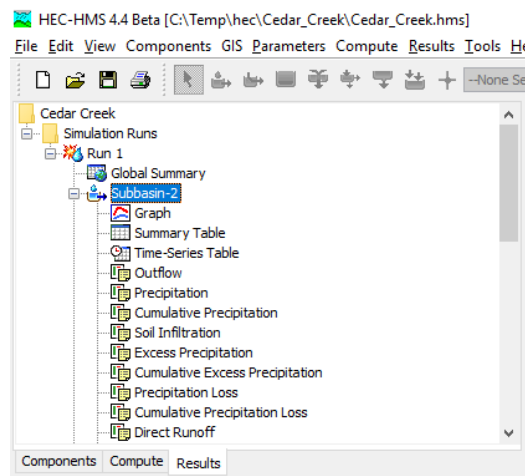 HEC-HMS 4.4 Beta [C:\Temp\hec\Cedar_Creek\Cedar_Creek.hms]
File Edit View Components GIS Parameters Compute Results Tools He
--None Se
Cedar Creek
Simulation Runs
Run 1
Global Summary
Subbasin-2
Graph
Summary Table
Time-Series Table
Outflow
Precipitation
Cumulative Precipitation
Soil Infiltration
Excess Precipitation
Cumulative Excess Precipitation
Precipitation Loss
Cumulative Precipitation Loss
Direct Runoff
Components Compute Results